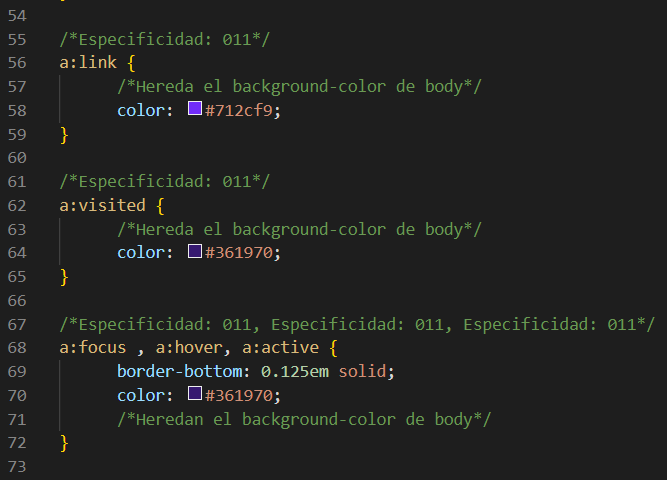 54
55 /*Especificidad: 011*/
56 a:link {
57 /*Hereda el background-color de body*/
58 color: #712cf9;
59 }
60
61 /*Especificidad: 011*/
62 a:visited {
63 /*Hereda el background-color de body*/
64 color: #361970;
65 }
66
67 /*Especificidad: 011, Especificidad: 011, Especificidad: 011*/
68 a:focus , a:hover, a:active {
69 border-bottom: 0.125em solid;
70 color: #361970;
71 /*Heredan el background-color de body*/
72 }
73